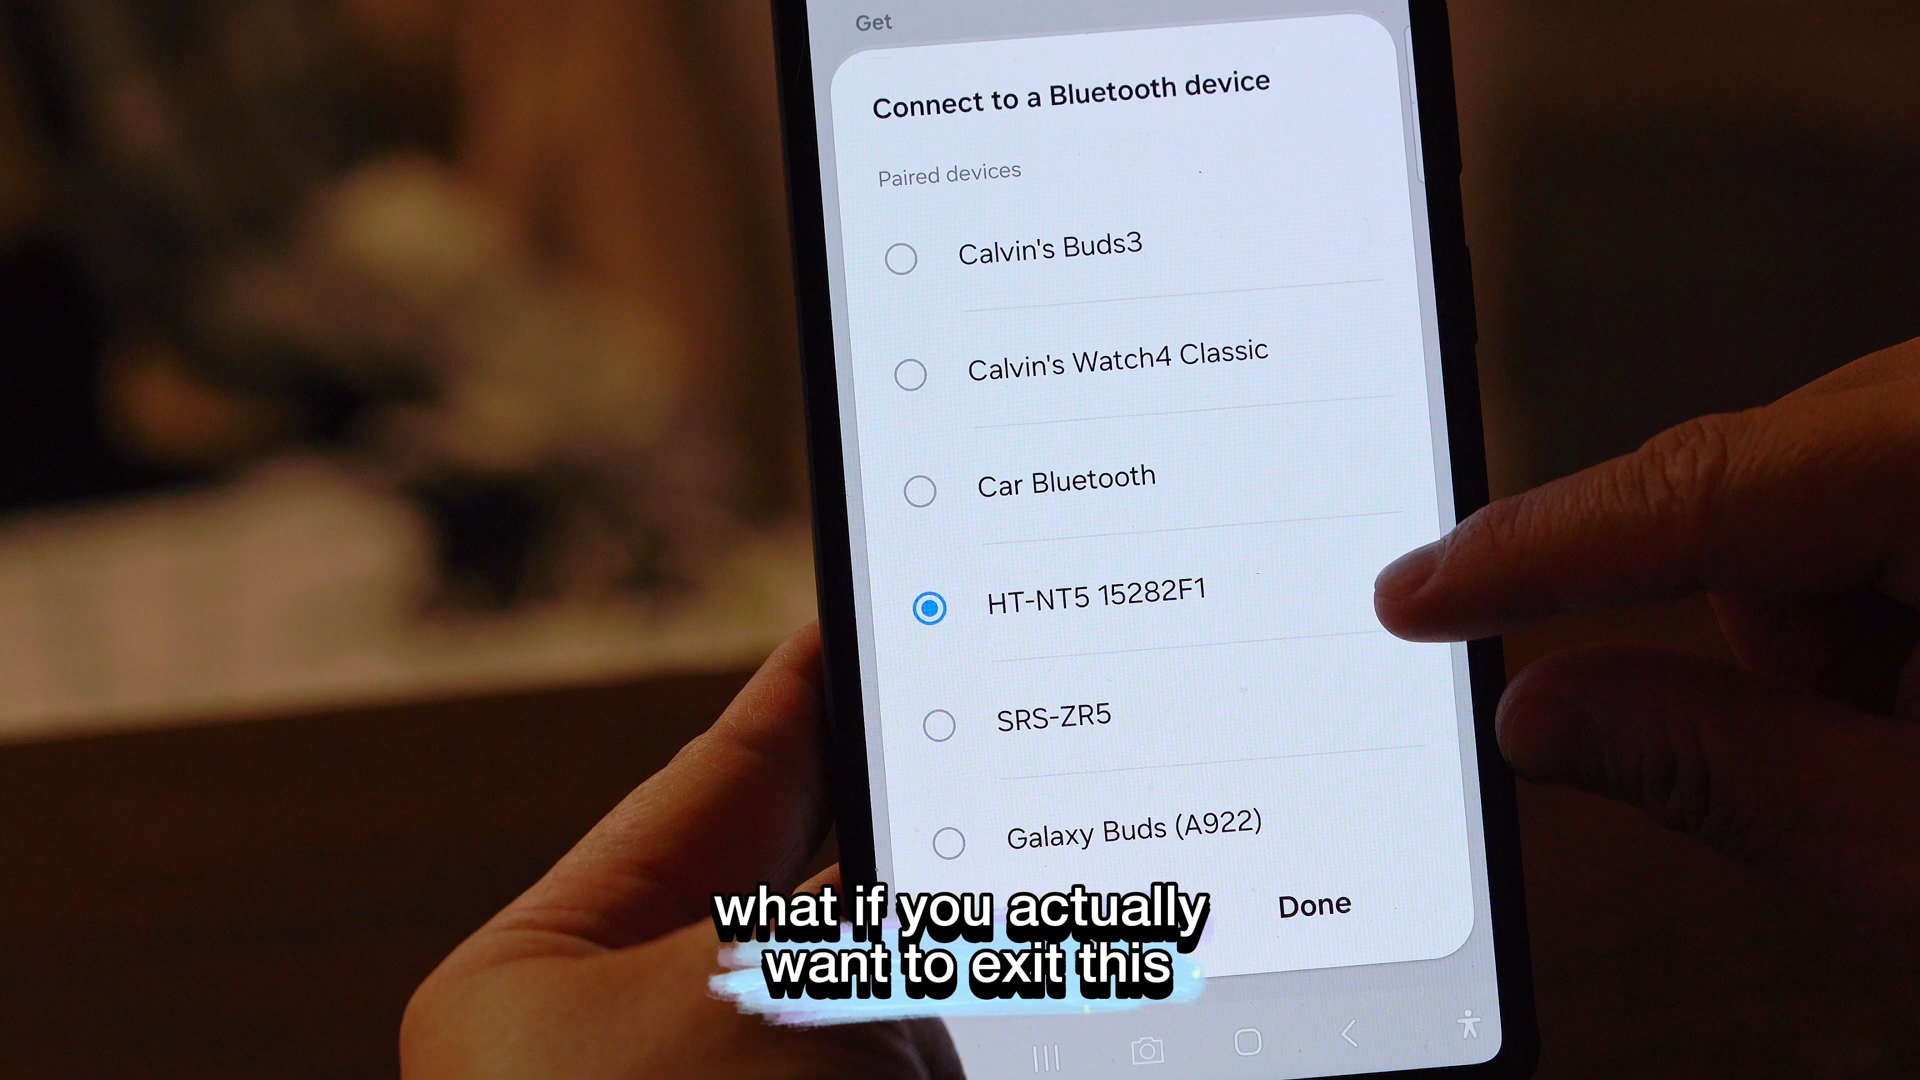 Get
Connect to a Bluetooth device
Paired devices
Calvin's Buds3
Calvin's Watch4 Classic
Car Bluetooth
HT-NT5 15282F1
SRS-ZR5
Galaxy Buds (A922)
Done
what if you actually
want to exit this